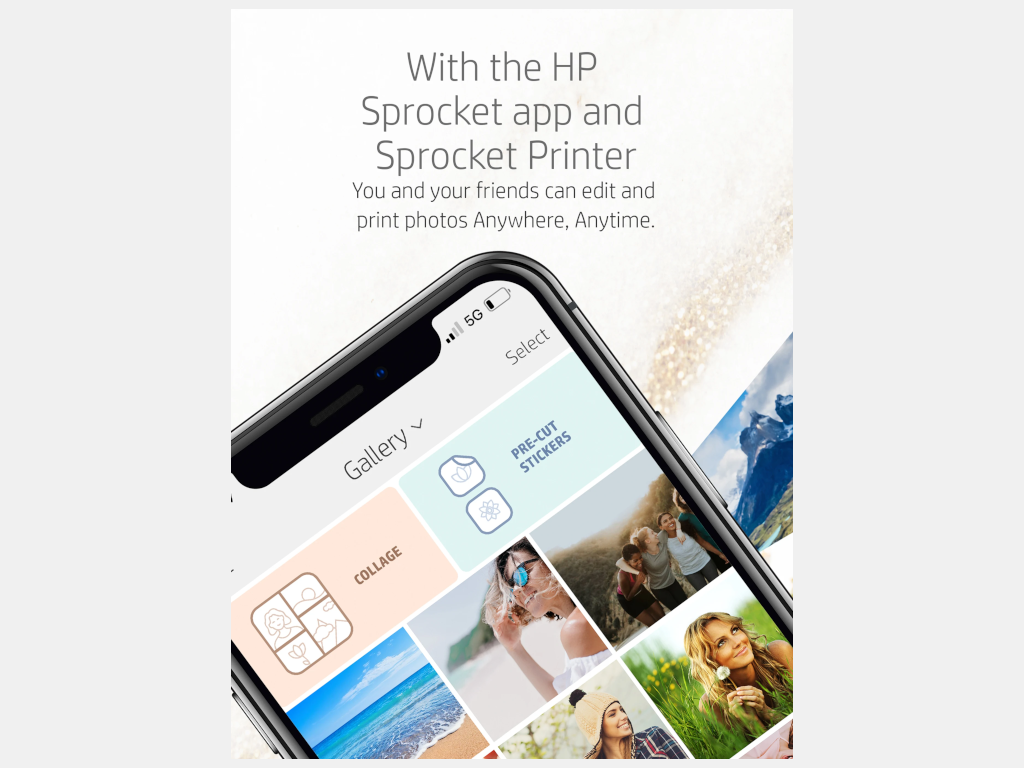 With the HP
Sprocket app and
Sprocket Printer
You and your friends can edit and
print photos Anywhere, Anytime.
5G
Select
Gallery
PRE-CUT
STICKERS
COLLAGE